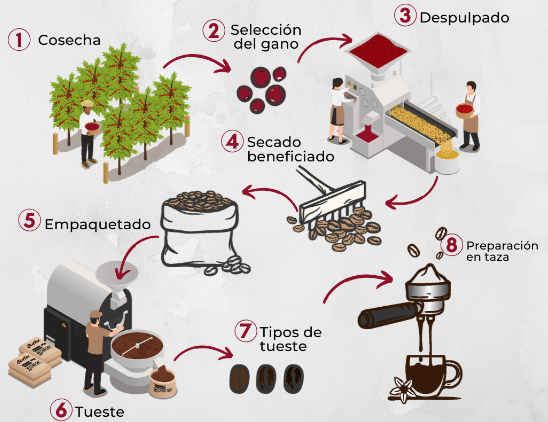 1 Cosecha
2 Selección
del gano
3 Despulpado
4 Secado
beneficiado
5 Empaquetado
6 Tueste
7 Tipos de
tueste
8 Preparación
en taza